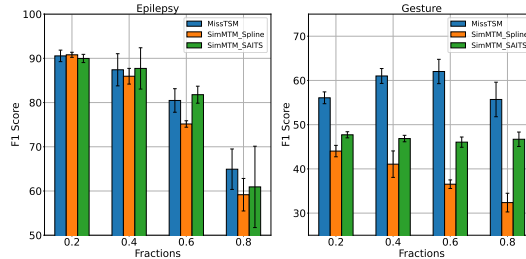 Epilepsy
100
90
80
70
60
50
F1 Score
0.2 0.4 0.6 0.8
Fractions
MissTSM
SimMTM_Spline
SimMTM_SAITS
Gesture
70
60
50
40
30
F1 Score
0.2 0.4 0.6 0.8
Fractions
MissTSM
SimMTM_Spline
SimMTM_SAITS